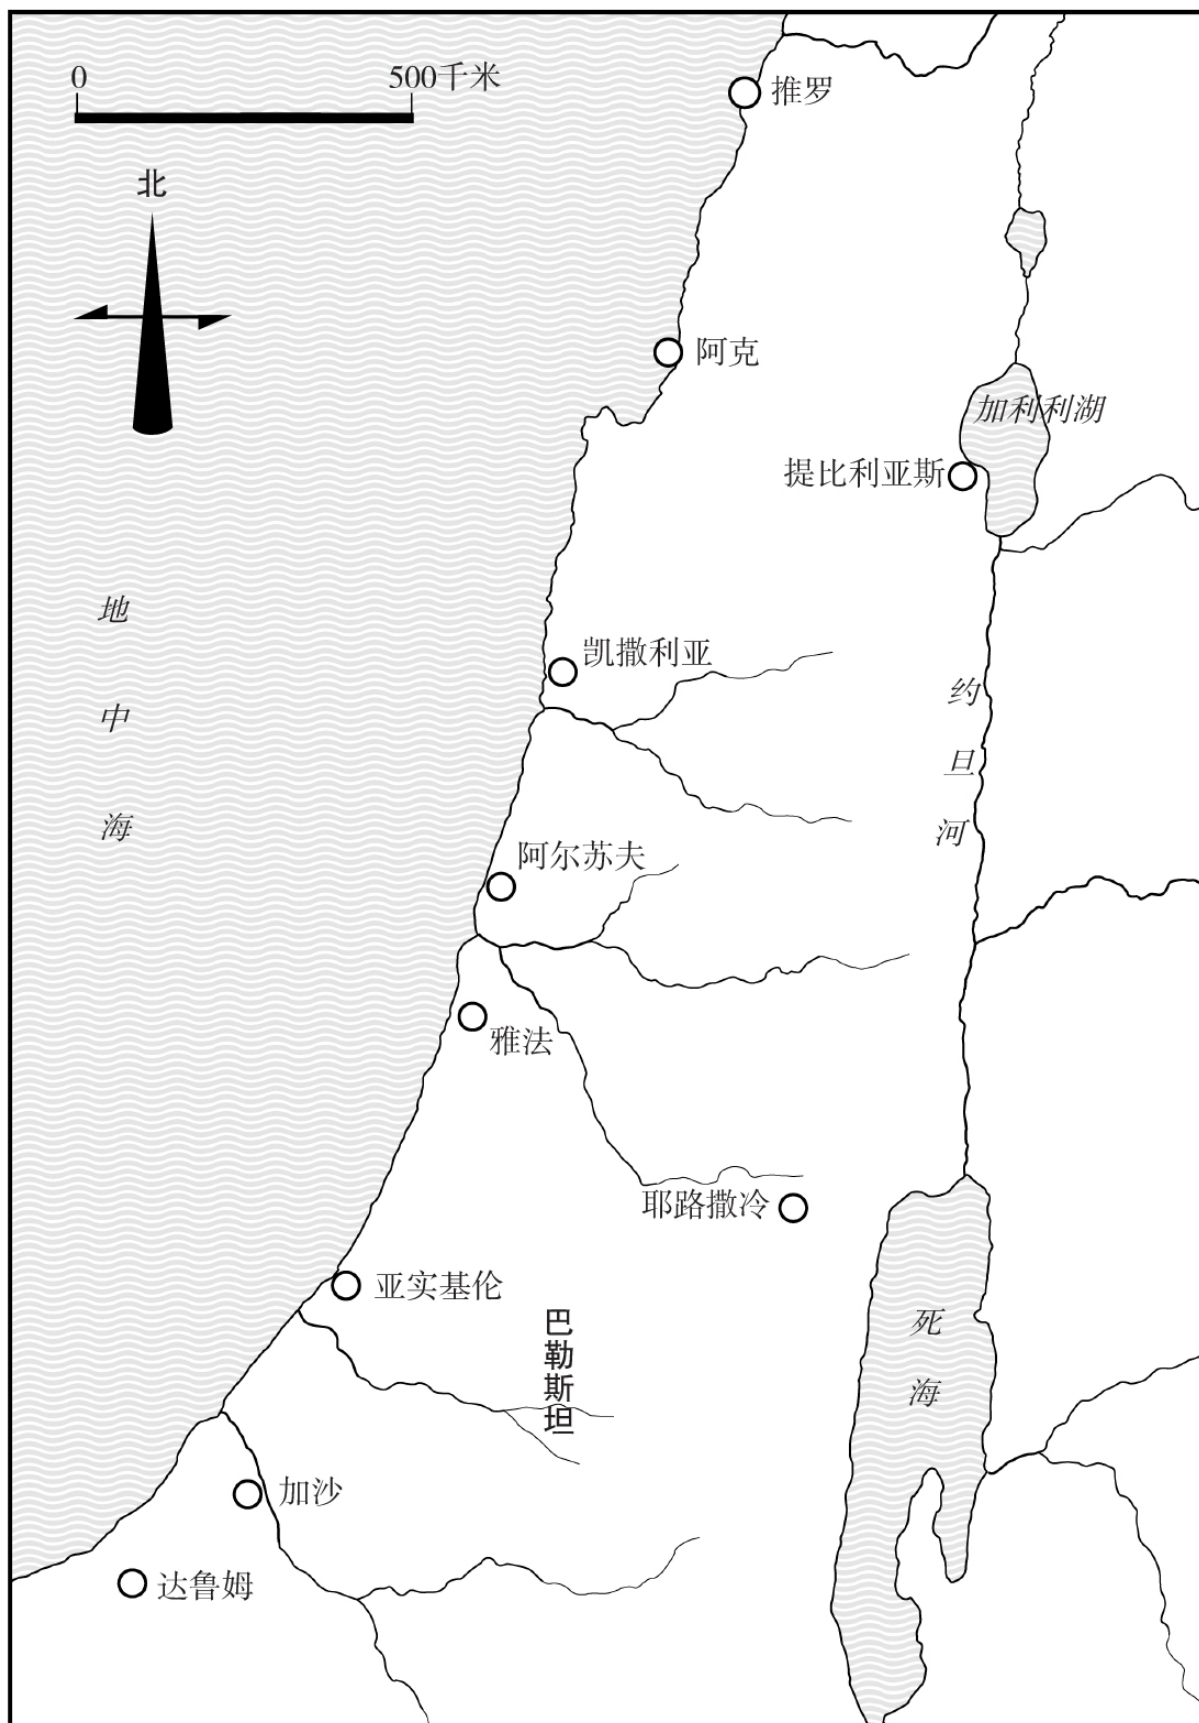 0 500千米
推罗
北
阿克
加利利湖
提比利亚斯
地中海
凯撒利亚
约旦河
阿尔苏夫
雅法
耶路撒冷
亚实基伦
巴勒斯坦
死海
加沙
达鲁姆